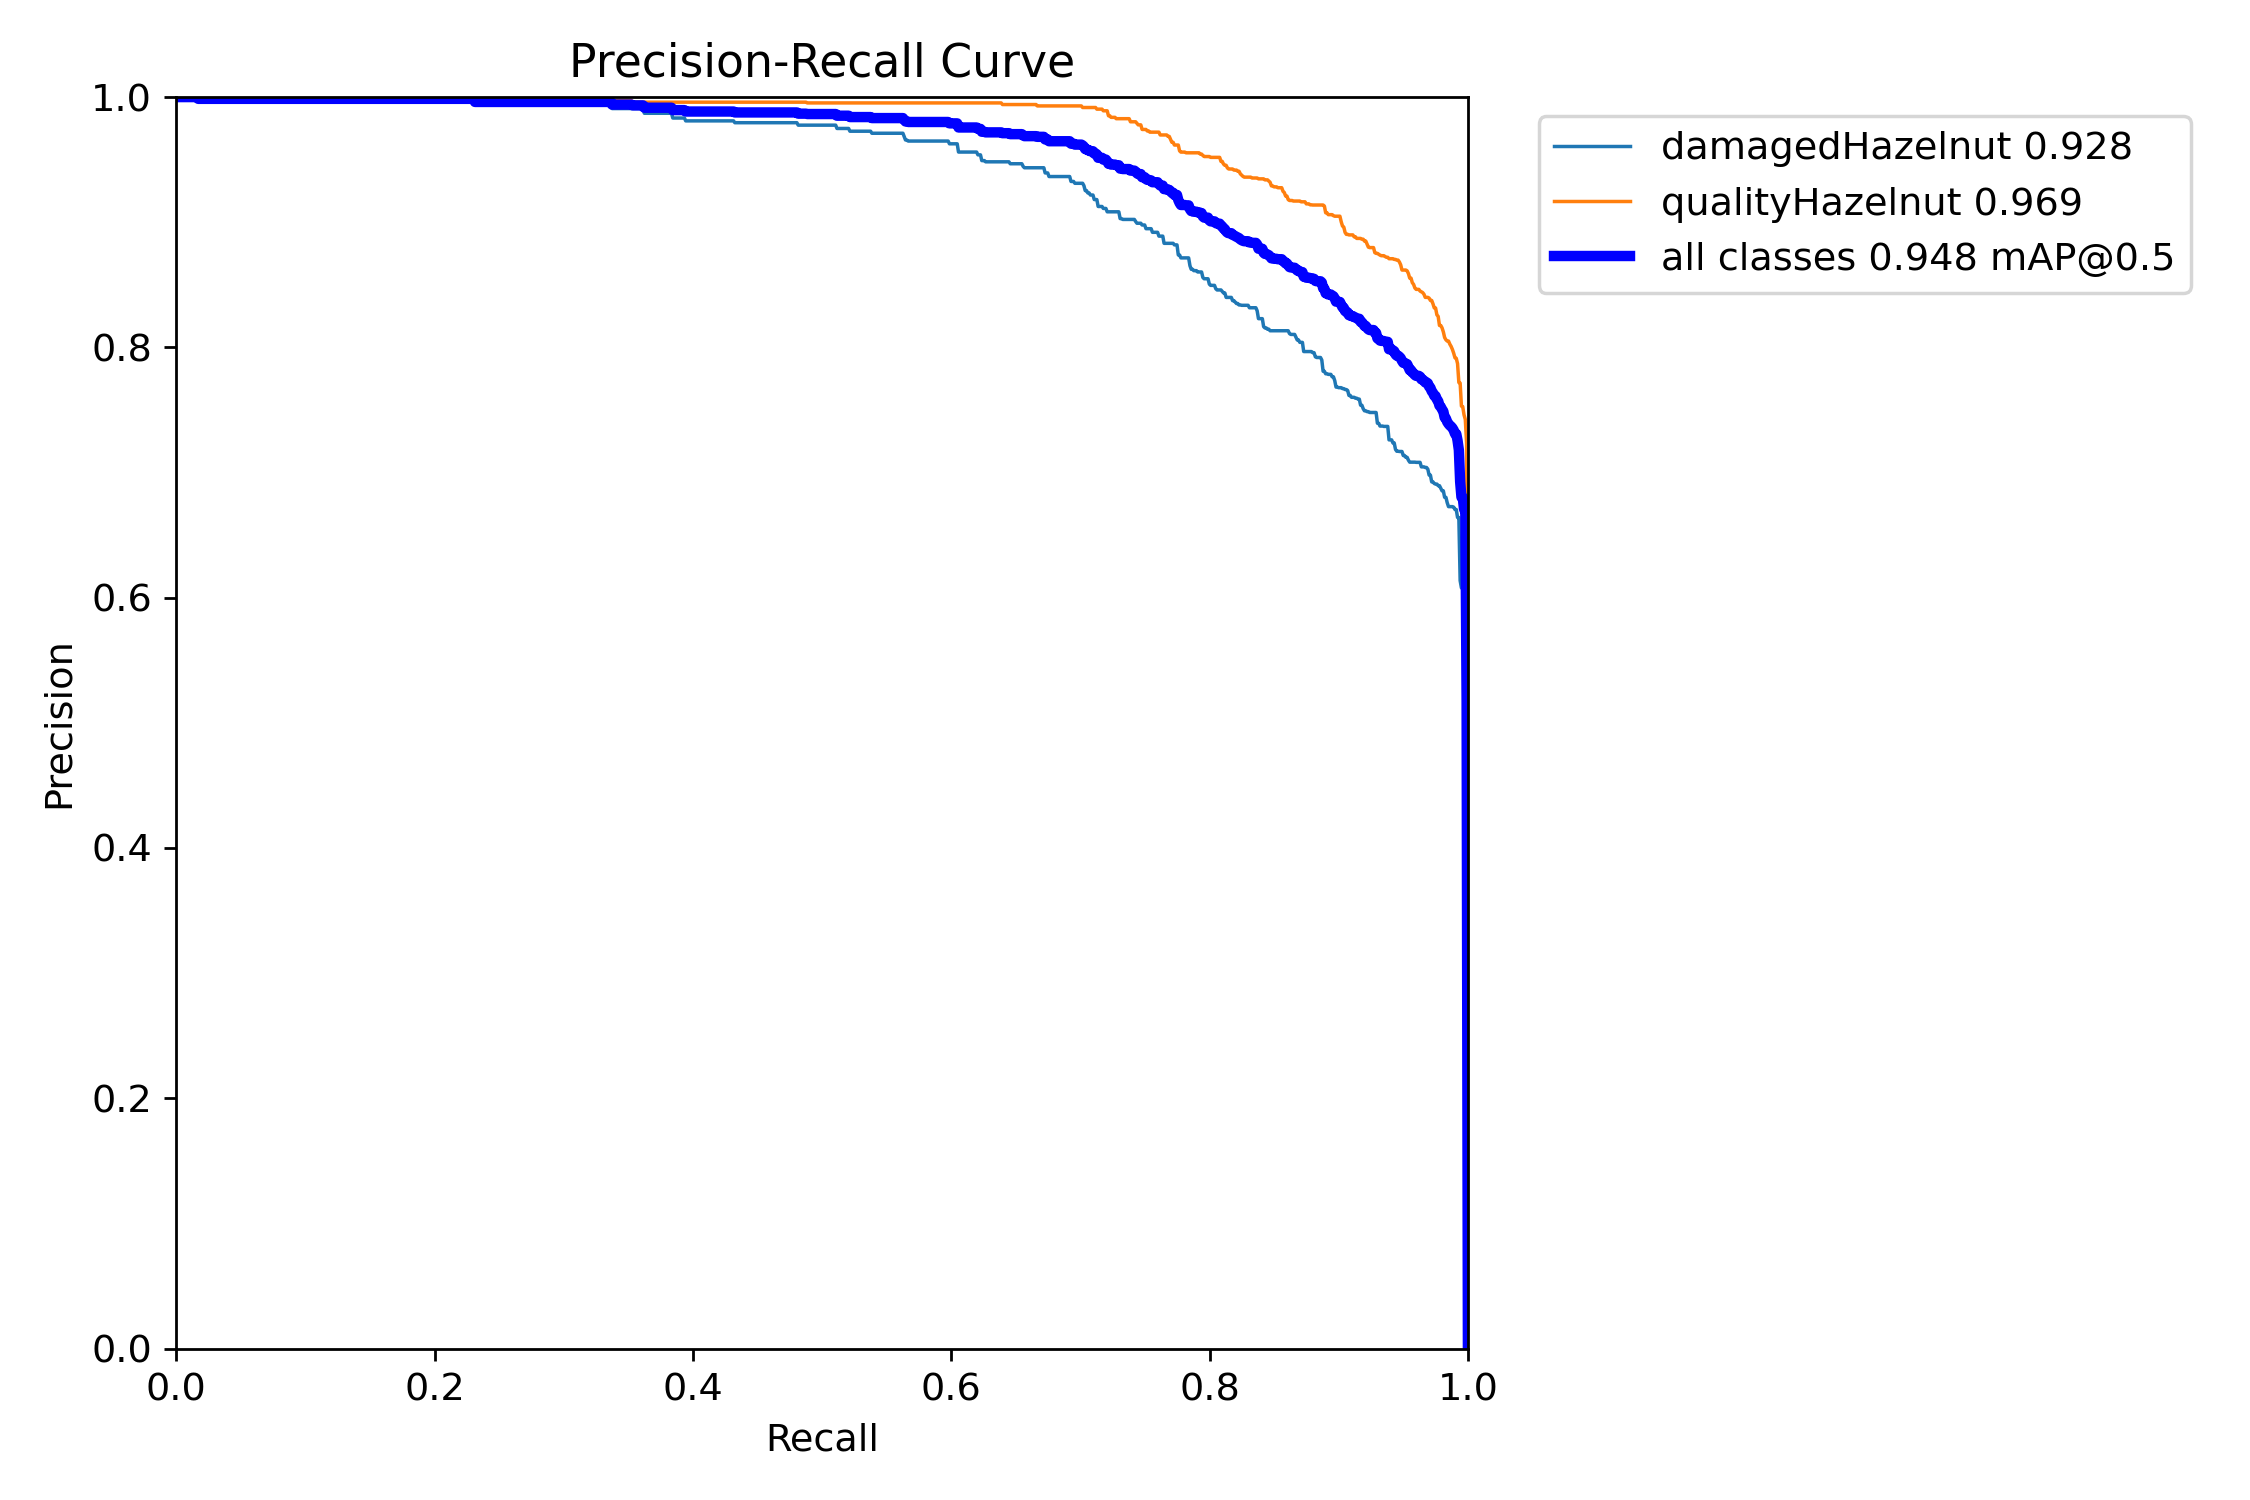 Precision-Recall Curve
1.0
0.8
0.6
0.4
0.2
0.0
Precision
0.0 0.2 0.4 0.6 0.8 1.0
Recall
damagedHazelnut 0.928
qualityHazelnut 0.969
all classes 0.948 mAP@0.5